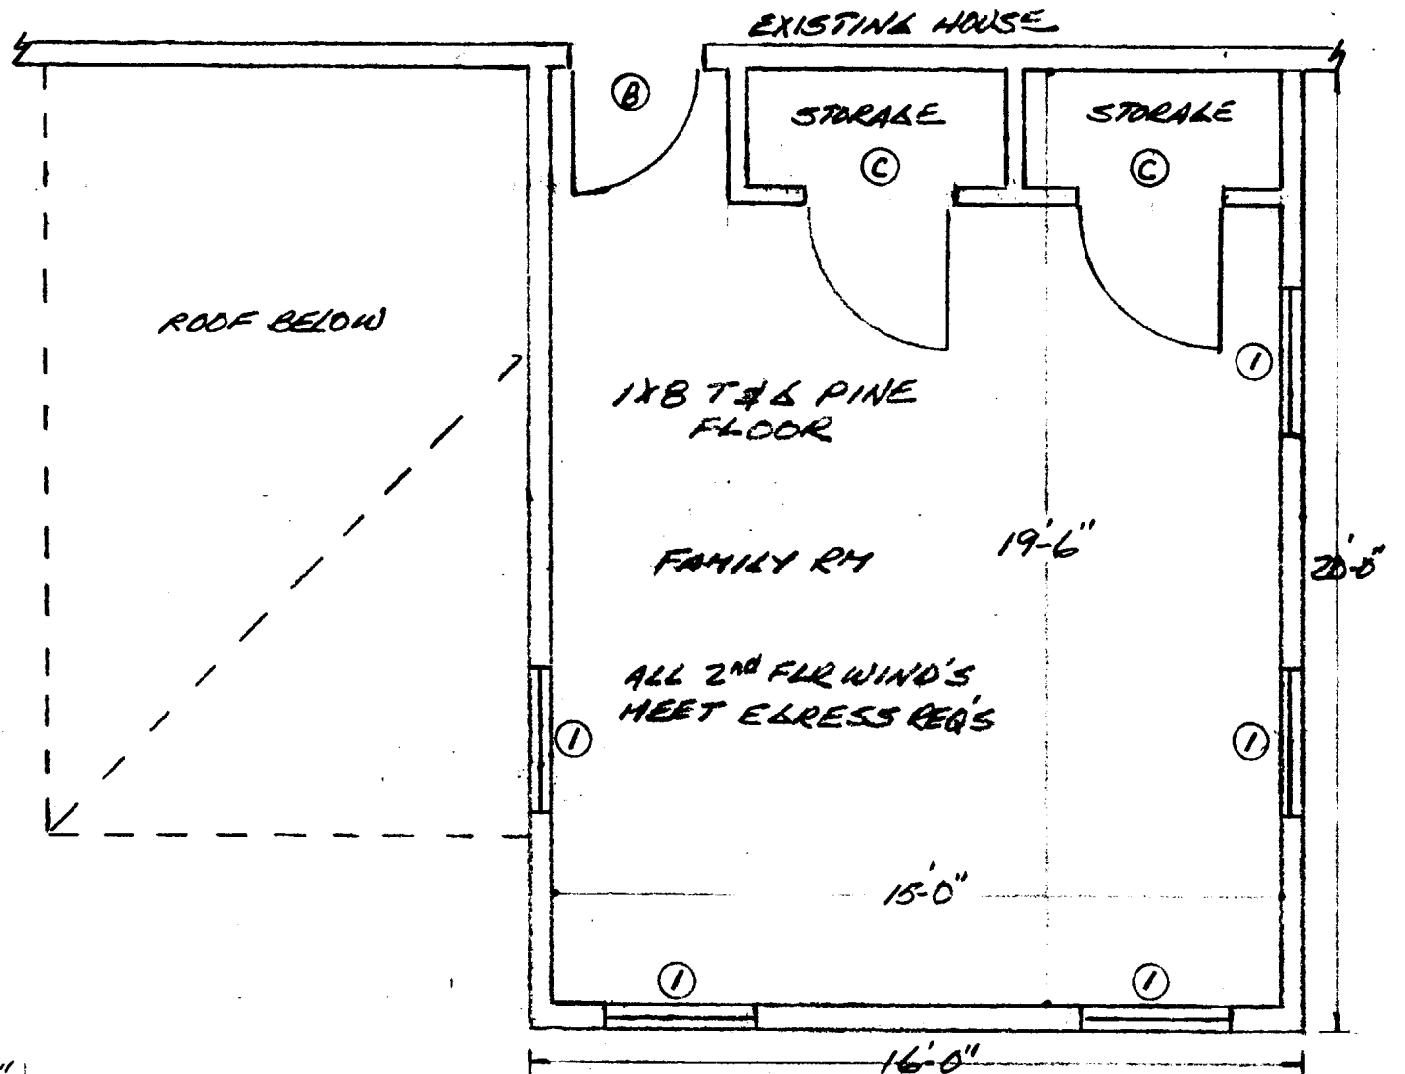 EXISTING HOUSE
B
STORAGE
STORAGE
C
C
ROOF BELOW
1
1X8 T&G PINE
FLOOR
19'-6"
FAMILY RM
20'-0"
ALL 2nd FLR WIND'S
MEET EGRESS REQ'S
1
1
15'-0"
1
1
16'-0"